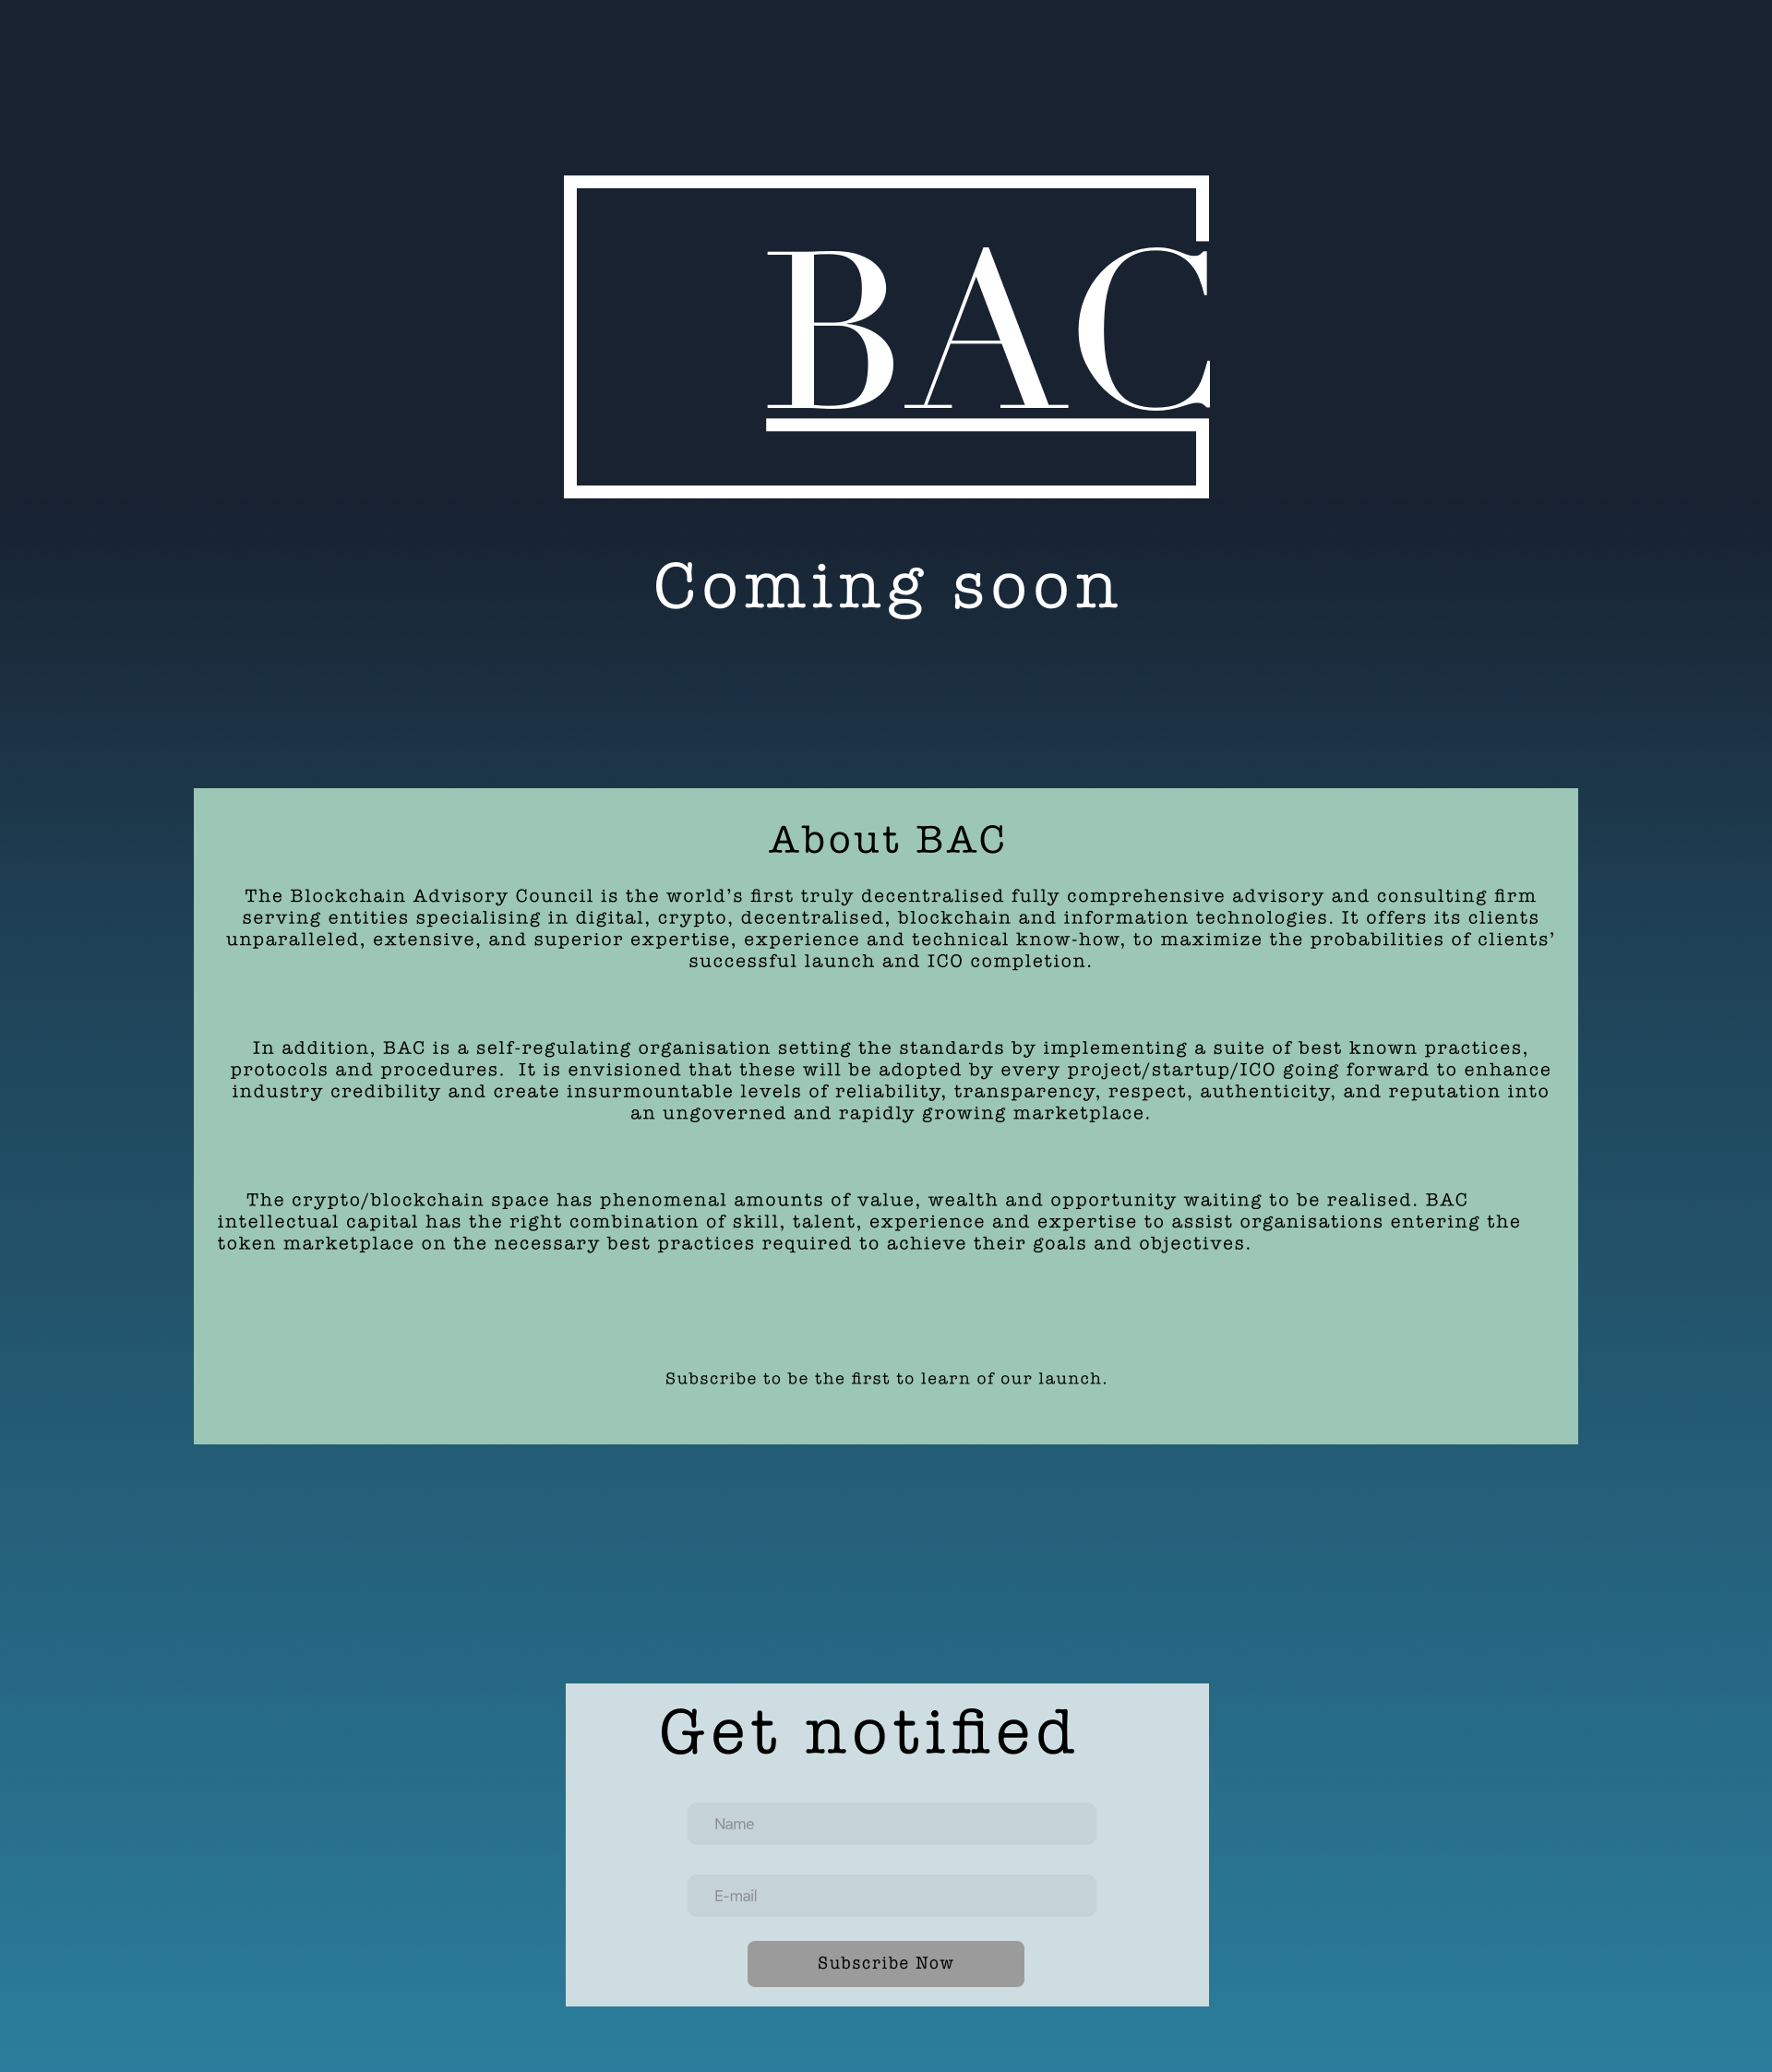 BAC
Coming soon
About BAC
The Blockchain Advisory Council is the world’s first truly decentralised fully comprehensive advisory and consulting firm
serving entities specialising in digital, crypto, decentralised, blockchain and information technologies. It offers its clients
unparalleled, extensive, and superior expertise, experience and technical know-how, to maximize the probabilities of clients’
successful launch and ICO completion.
In addition, BAC is a self-regulating organisation setting the standards by implementing a suite of best known practices,
protocols and procedures.  It is envisioned that these will be adopted by every project/startup/ICO going forward to enhance
industry credibility and create insurmountable levels of reliability, transparency, respect, authenticity, and reputation into
an ungoverned and rapidly growing marketplace.
The crypto/blockchain space has phenomenal amounts of value, wealth and opportunity waiting to be realised. BAC
intellectual capital has the right combination of skill, talent, experience and expertise to assist organisations entering the
token marketplace on the necessary best practices required to achieve their goals and objectives.
Subscribe to be the first to learn of our launch.
Get notified
Name
E-mail
Subscribe Now